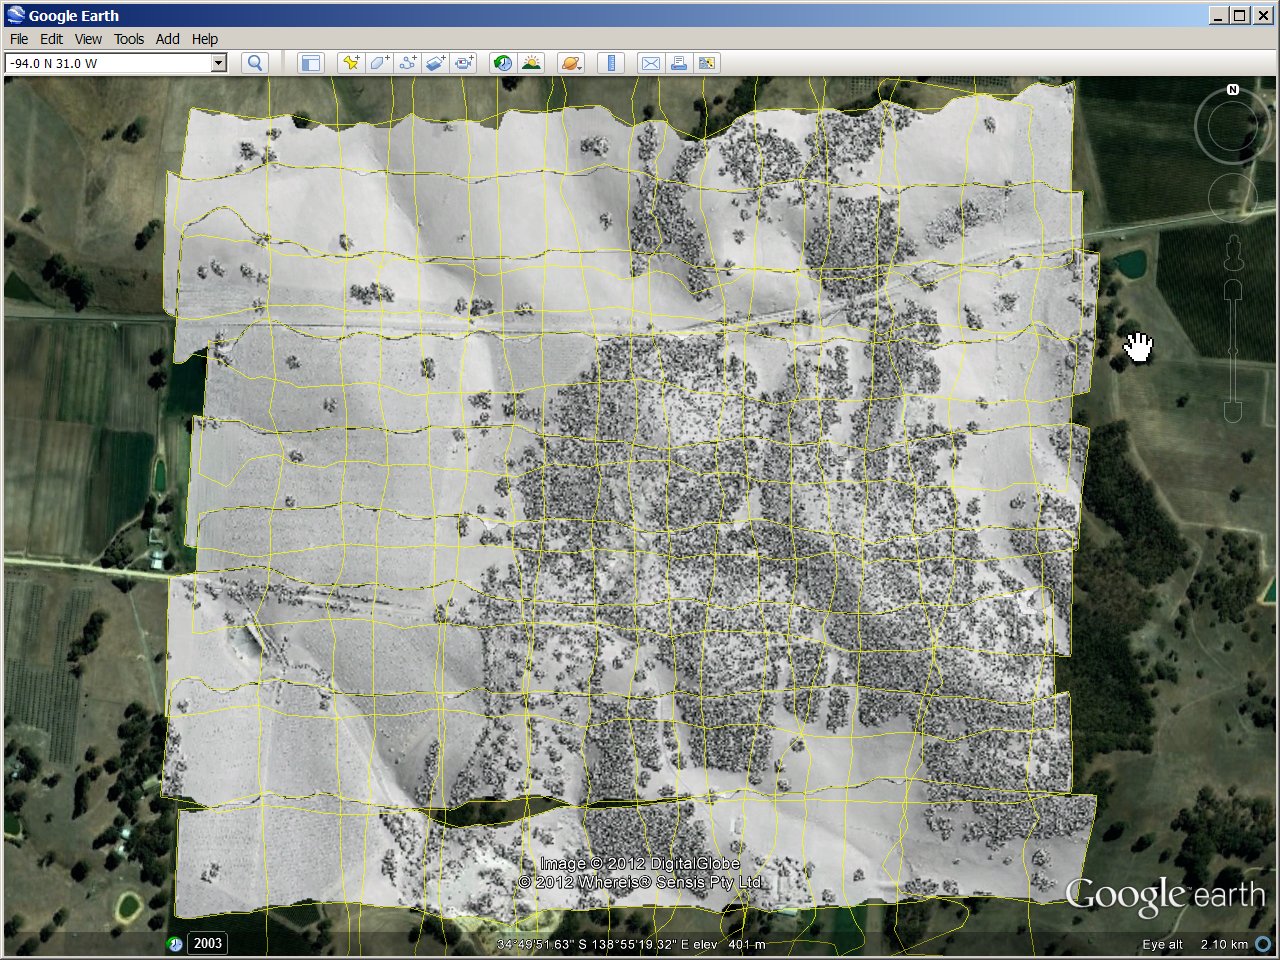 Google Earth
File Edit View Tools Add Help
-94.0 N 31.0 W
N
Image © 2012 DigitalGlobe
© 2012 Whereis® Sensis Pty Ltd
Google earth
2003
34°49'51.63" S 138°55'19.32" E elev 401 m
Eye alt 2.10 km